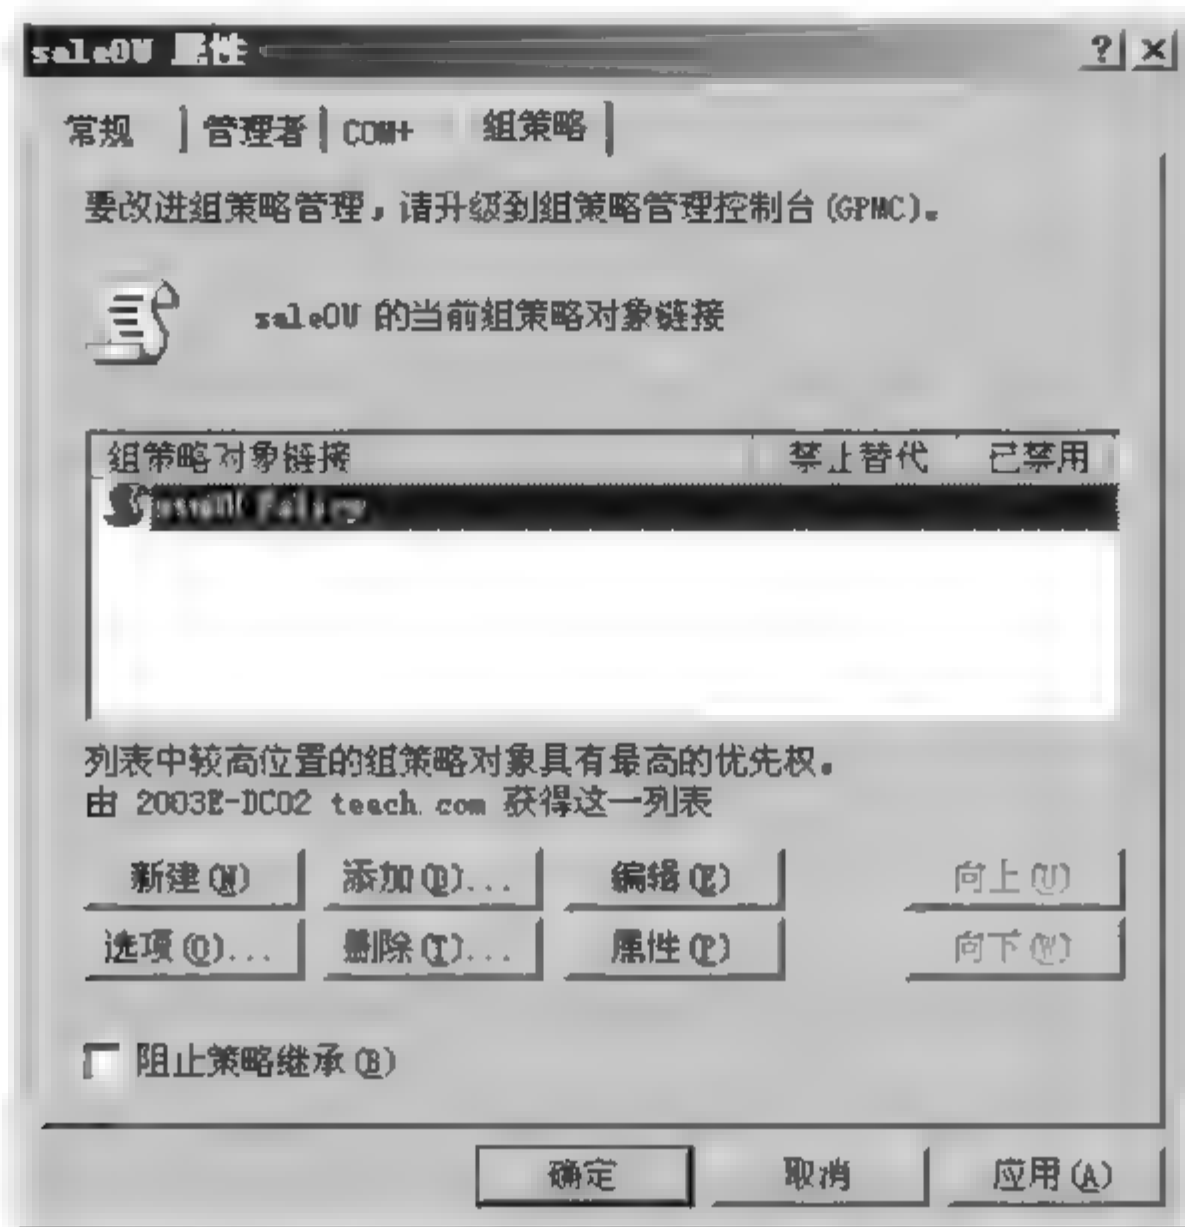 saleOU 属性
常规 管理者 COM+ 组策略
要改进组策略管理，请升级到组策略管理控制台(GPMC)。
saleOU 的当前组策略对象链接
组策略对象链接 禁止替代 已禁用
列表中较高位置的组策略对象具有最高的优先权。
由 2003E-DC02 teach.com 获得这一列表
新建(N) 添加(D)... 编辑(E) 向上(U)
选项(O)... 删除(T)... 属性(P) 向下(W)
阻止策略继承(B)
确定 取消 应用(A)